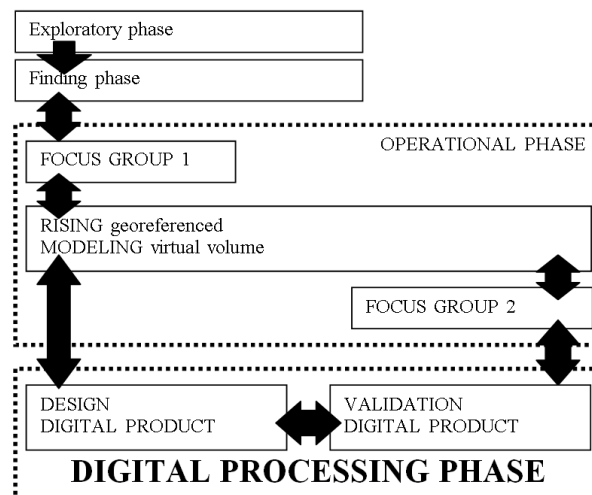 Exploratory phase
Finding phase
OPERATIONAL PHASE
FOCUS GROUP 1
RISING georeferenced
MODELING virtual volume
FOCUS GROUP 2
DESIGN
DIGITAL PRODUCT
VALIDATION
DIGITAL PRODUCT
DIGITAL PROCESSING PHASE